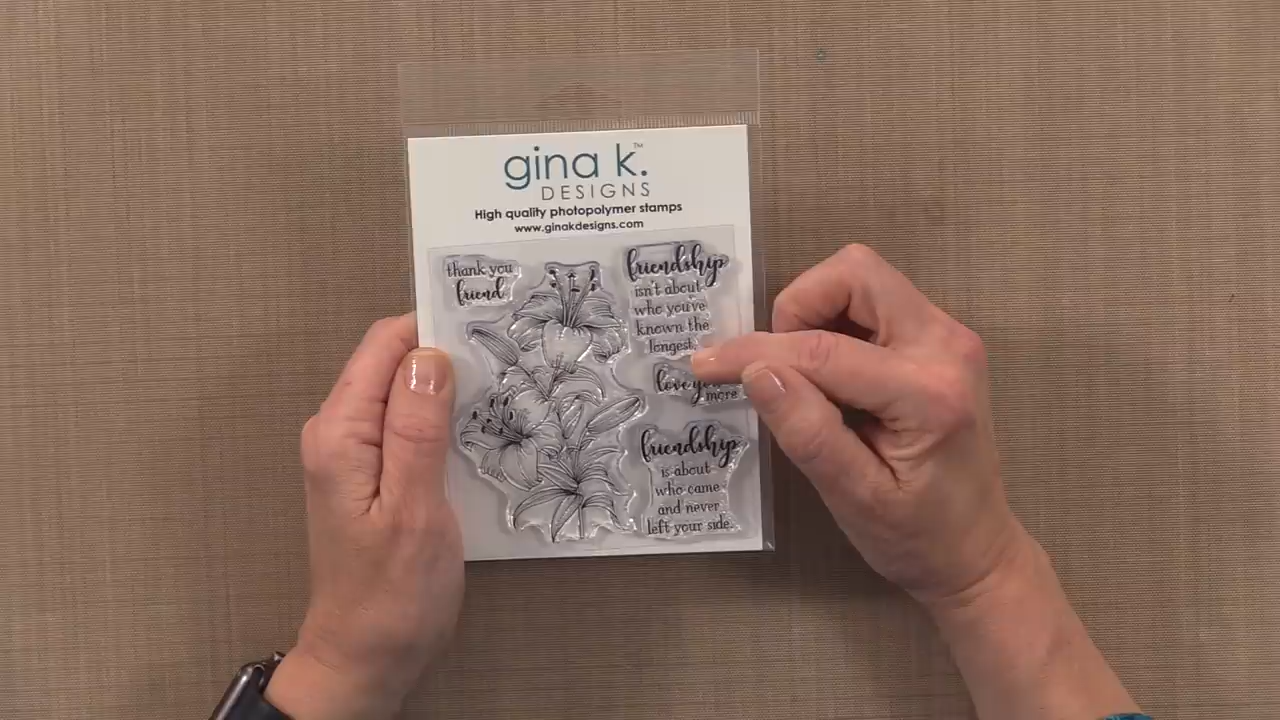 gina k.™
DESIGNS
High quality photopolymer stamps
www.ginakdesigns.com
thank you
friend
friendship
isn't about
who you've
known the
longest.
love you
more
friendship
is about
who came
and never
left your side.